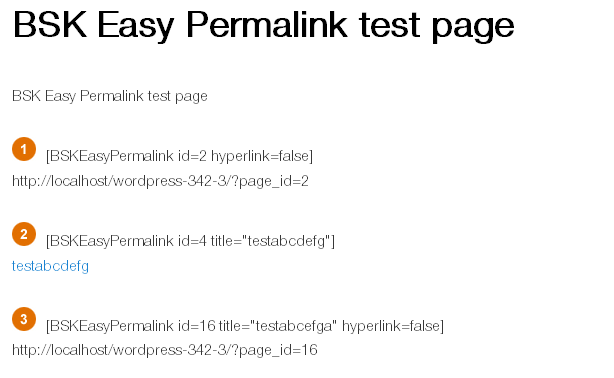 BSK Easy Permalink test page
BSK Easy Permalink test page
1 [BSKEasyPermalink id=2 hyperlink=false]
http://localhost/wordpress-342-3/?page_id=2
2 [BSKEasyPermalink id=4 title="testabcdefg"]
testabcdefg
3 [BSKEasyPermalink id=16 title="testabcefga" hyperlink=false]
http://localhost/wordpress-342-3/?page_id=16